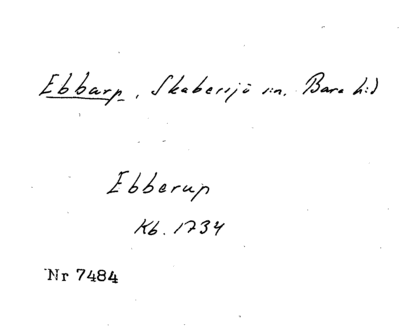 Ebbarp, Skabersjö sn, Bara hd
Ebberup
Kb. 1734
Nr 7484